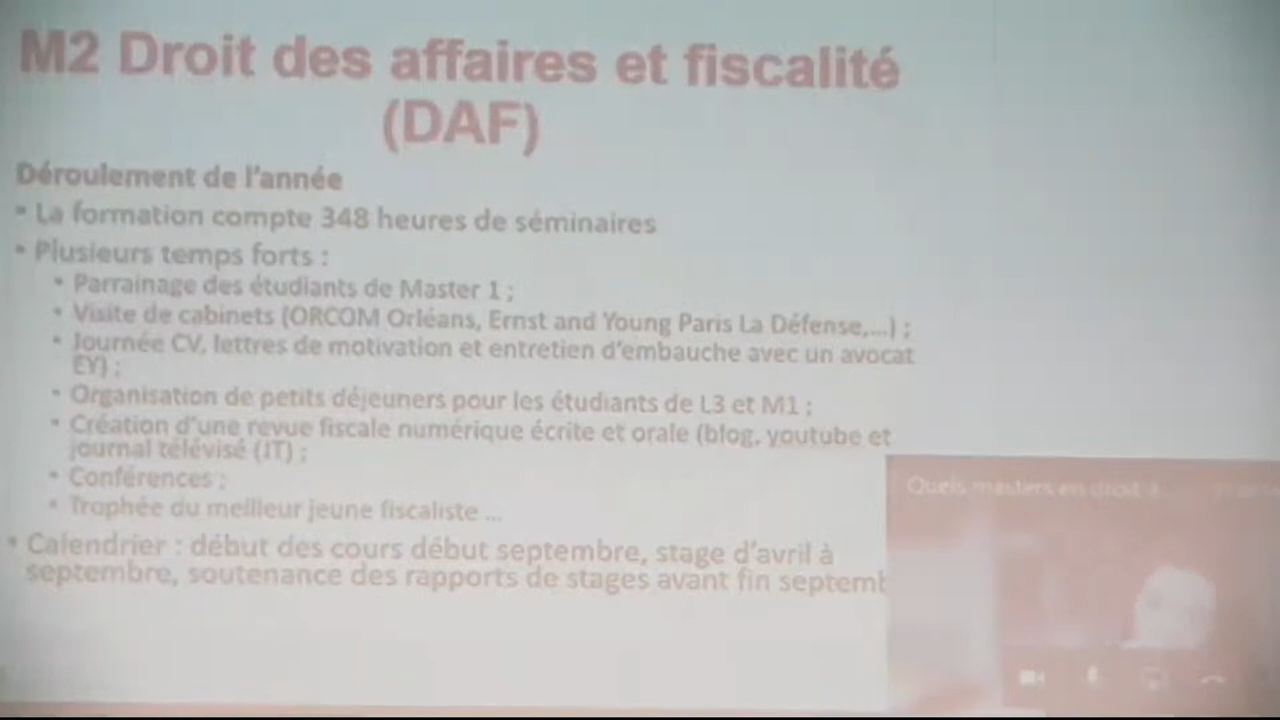 M2 Droit des affaires et fiscalité
(DAF)
Déroulement de l'année
• La formation compte 348 heures de séminaires
• Plusieurs temps forts :
• Parrainage des étudiants de Master 1 ;
• Visite de cabinets (ORCOM Orléans, Ernst and Young Paris La Défense,...) ;
• Journée CV, lettres de motivation et entretien d'embauche avec un avocat
EY) ;
• Organisation de petits déjeuners pour les étudiants de L3 et M1 ;
• Création d'une revue fiscale numérique écrite et orale (blog, youtube et
journal télévisé (JT) ;
• Conférences ;
• Trophée du meilleur jeune fiscaliste ...
• Calendrier : début des cours début septembre, stage d'avril à
septembre, soutenance des rapports de stages avant fin septemb
Quels masters en droit